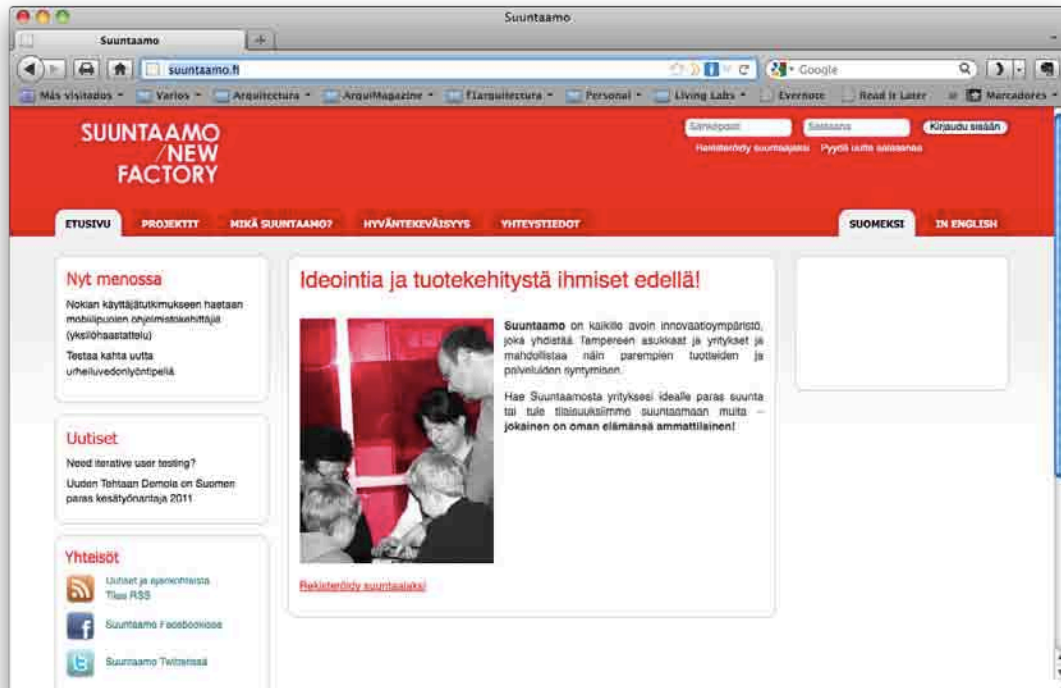 Suuntaamo
Suuntaamo
suuntaamo.fi
Google
Más visitados
Varios
Arquitectura
ArquiMagazine
f1arquitectura
Personal
Living Labs
Evernote
Read It Later
Marcadores
SUUNTAAMO
/NEW
FACTORY
Sähköposti
Salasana
Kirjaudu sisään
Rekisteröidy suuntaajaksi
Pyydä uutta salasanaa
ETUSIVU
PROJEKTIT
MIKÄ SUUNTAAMO?
HYVÄNTEKEVÄISYYS
YHTEYSTIEDOT
SUOMEKSI
IN ENGLISH
Nyt menossa
Nokian käyttäjätutkimukseen haetaan
mobiilipuolen ohjelmistokehittäjiä
(yksilöhaastattelu)
Testaa kahta uutta
urheiluvedonlyöntipeliä
Uutiset
Need iterative user testing?
Uuden Tehtaan Demola on Suomen
paras kesätyönantaja 2011
Yhteisöt
Uutiset ja ajankohtaista
Tilaa RSS
Suuntaamo Facebookissa
Suuntaamo Twitterissä
Ideointia ja tuotekehitystä ihmiset edellä!
Suuntaamo on kaikille avoin innovaatioympäristö,
joka yhdistää Tampereen asukkaat ja yritykset ja
mahdollistaa näin parempien tuotteiden ja
palveluiden syntymisen.
Hae Suuntaamosta yrityksesi idealle paras suunta
tai tule tilaisuuksiimme suuntaamaan muita –
jokainen on oman elämänsä ammattilainen!
Rekisteröidy suuntaajaksi